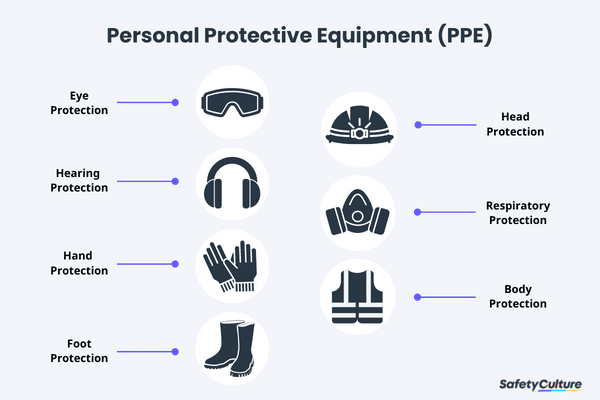 Personal Protective Equipment (PPE)
Eye
Protection
Hearing
Protection
Hand
Protection
Foot
Protection
Head
Protection
Respiratory
Protection
Body
Protection
SafetyCulture